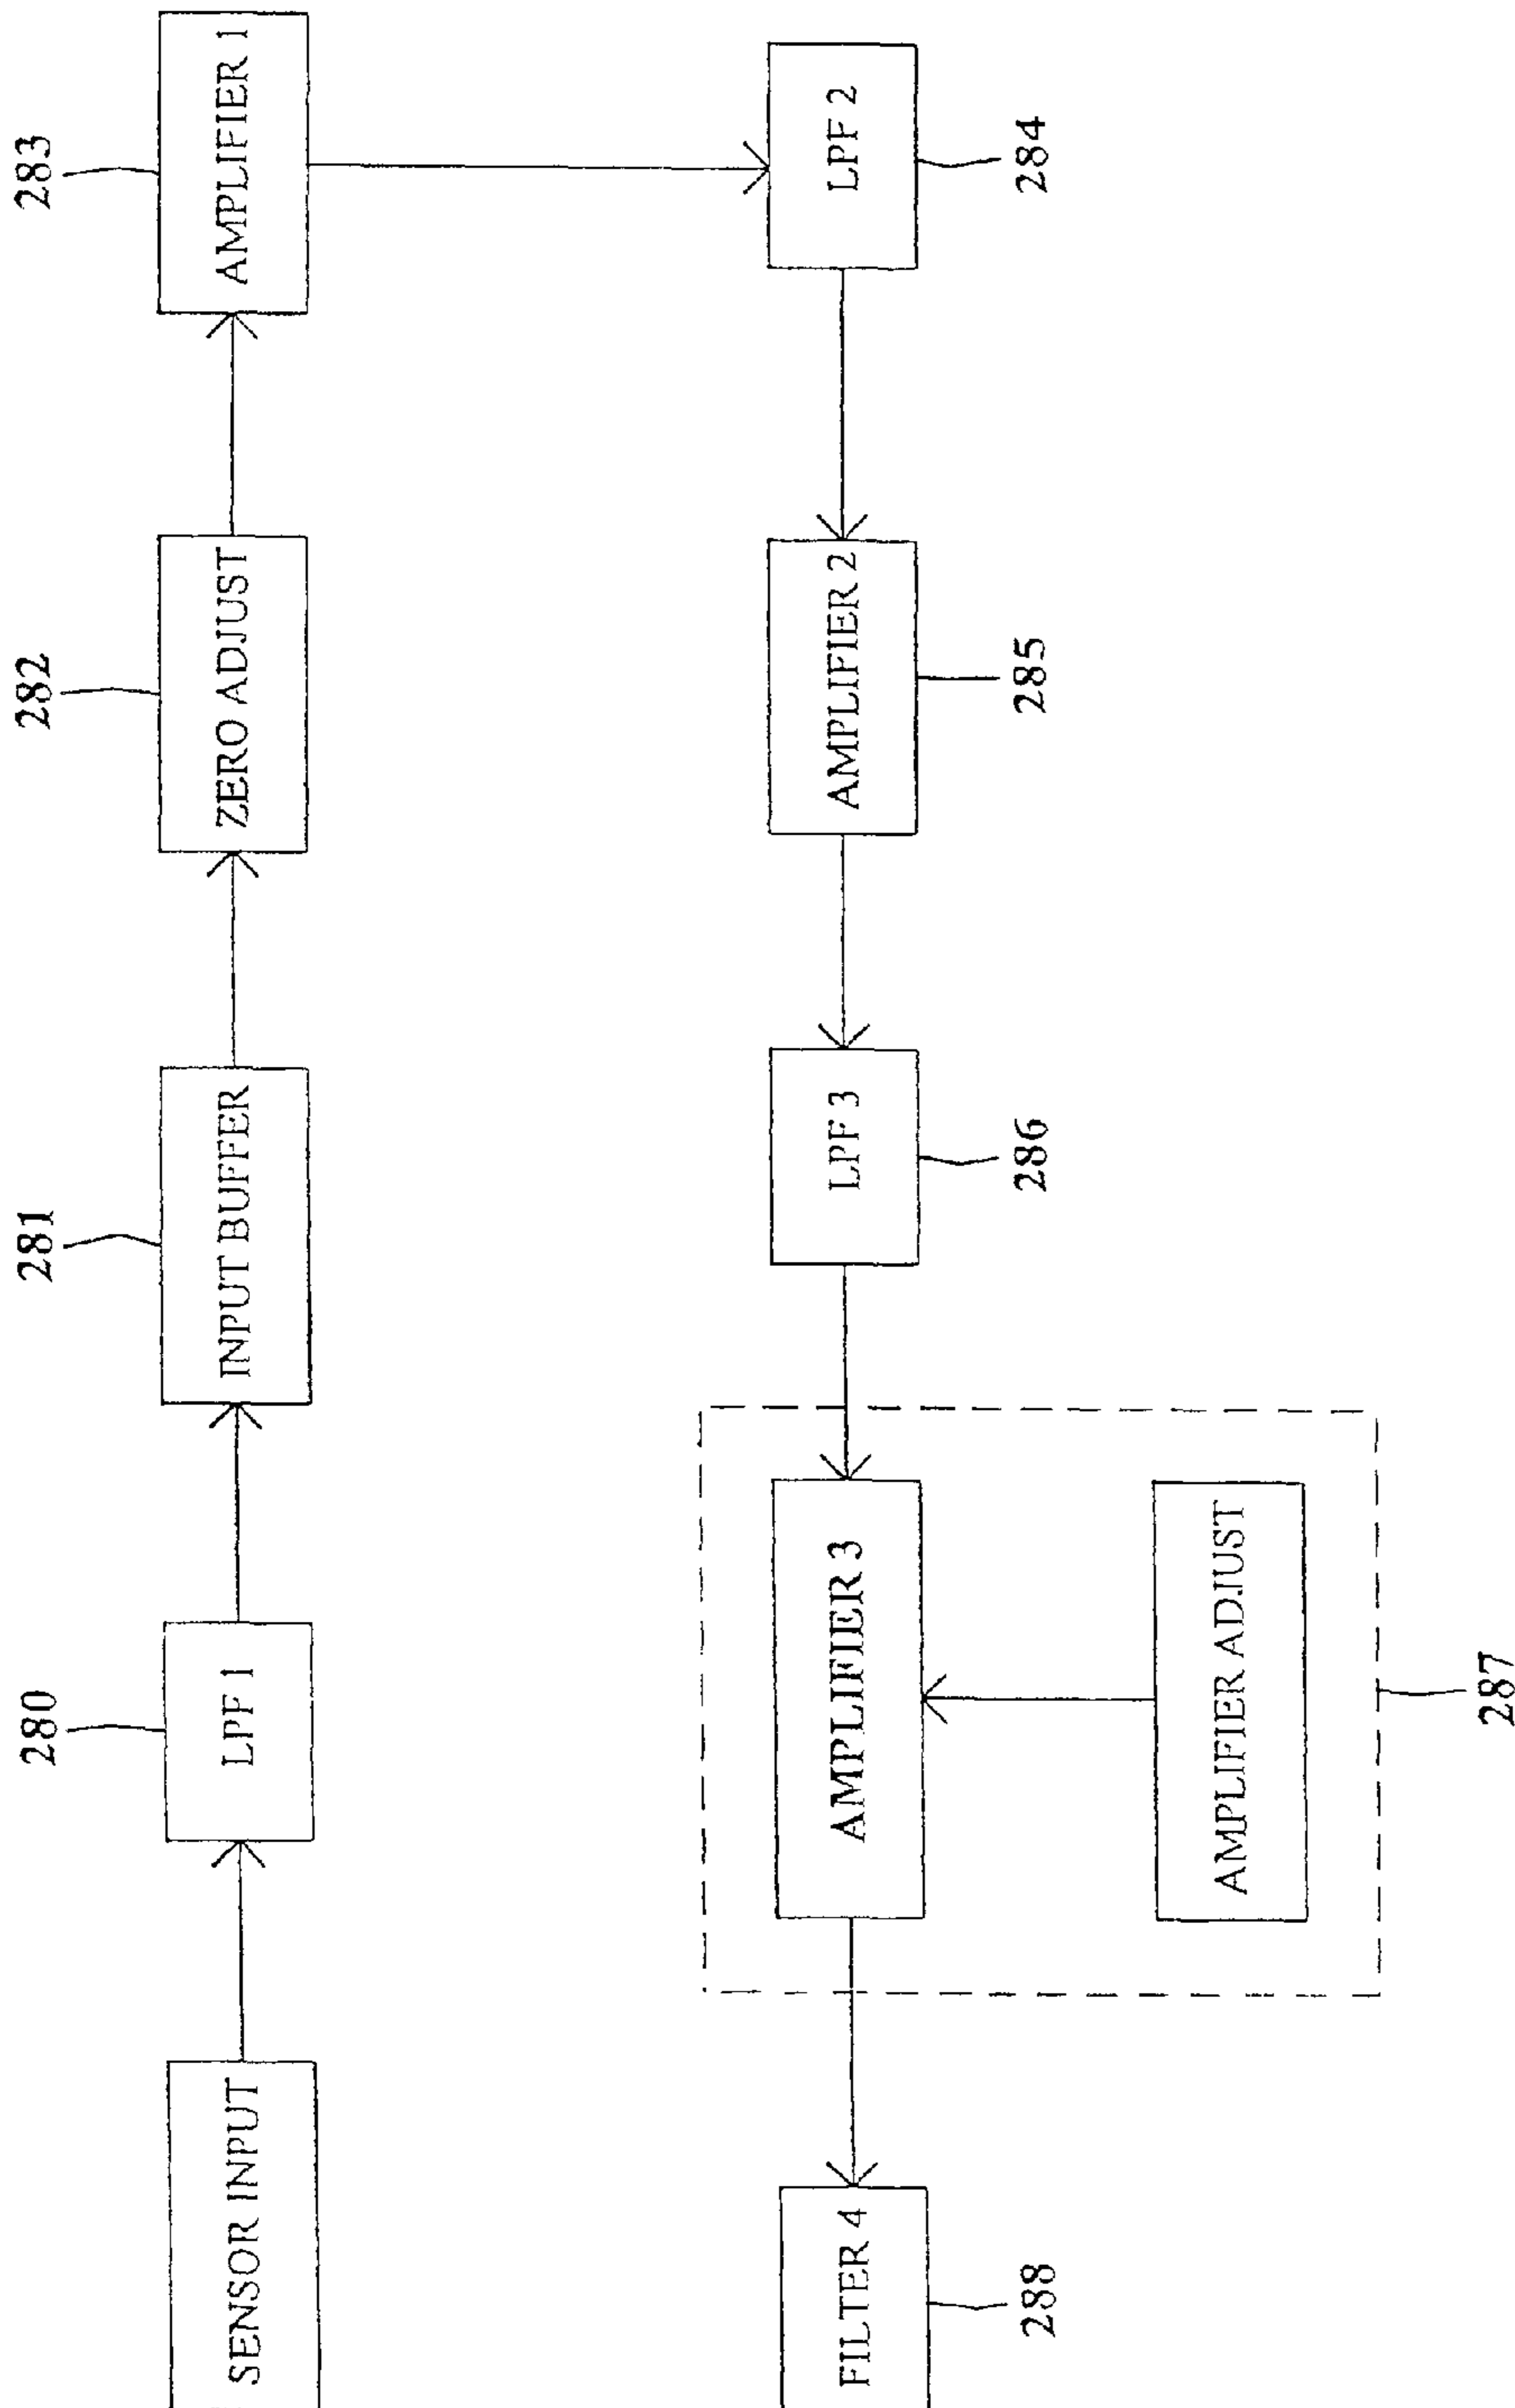 SENSOR INPUT
LPF 1
280
INPUT BUFFER
281
ZERO ADJUST
282
AMPLIFIER 1
283
LPF 2
284
AMPLIFIER 2
285
LPF 3
286
AMPLIFIER 3
AMPLIFIER ADJUST
287
FILTER 4
288